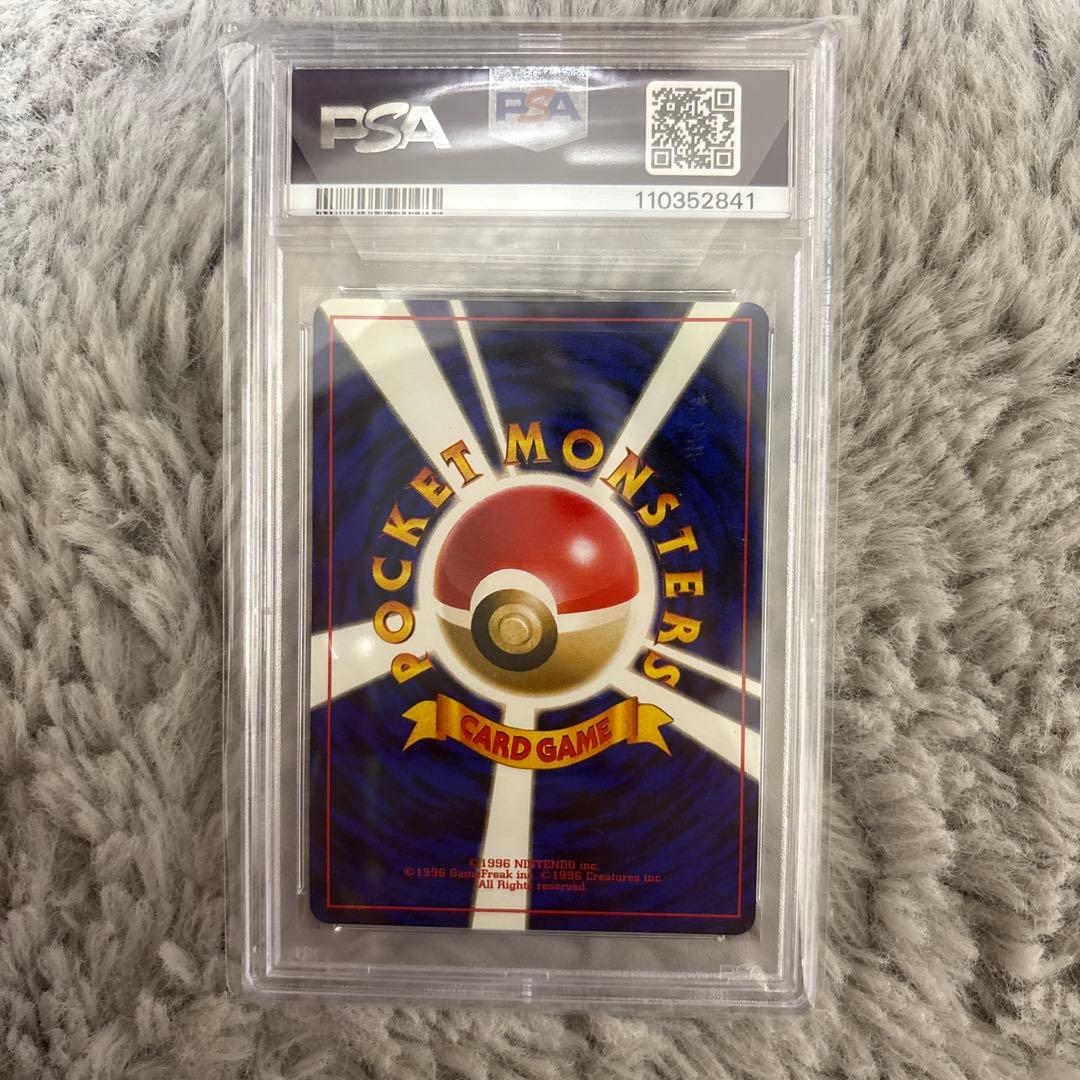 PSA
PSA
110352841
POCKET MONSTERS
CARD GAME
©1996 NINTENDO inc.
©1996 GameFreak inc. ©1996 Creatures inc.
All Rights reserved.